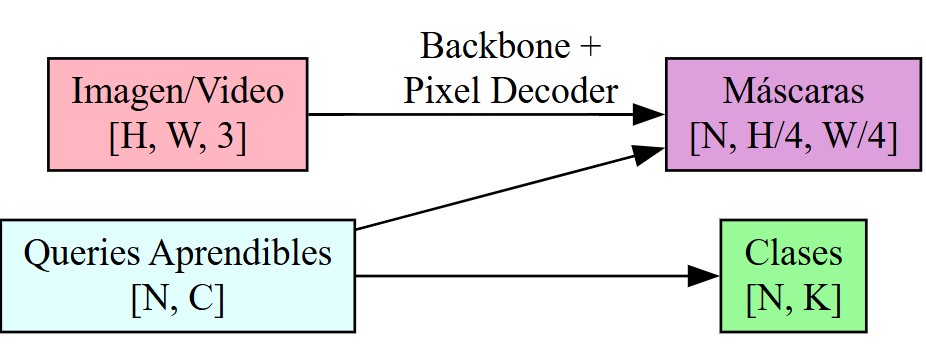 Backbone +
Pixel Decoder
Imagen/Video
[H, W, 3]
Máscaras
[N, H/4, W/4]
Queries Aprendibles
[N, C]
Clases
[N, K]